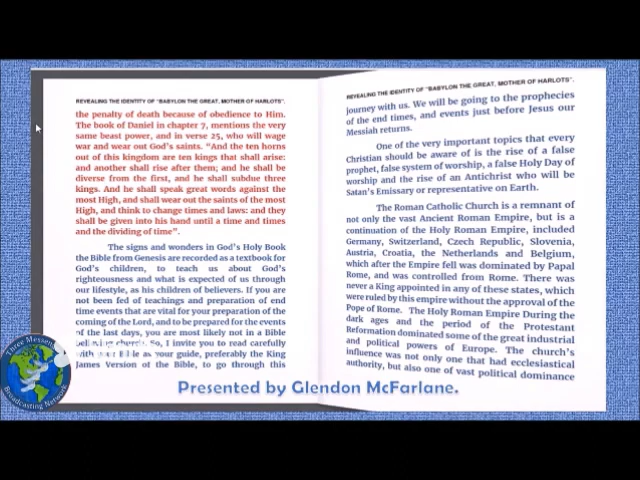 REVEALING THE IDENTITY OF "BABYLON THE GREAT, MOTHER OF HARLOTS".
the penalty of death because of obedience to Him.
The book of Daniel in chapter 7, mentions the very
same beast power, and in verse 25, who will wage
war and wear out God's saints. "And the ten horns
out of this kingdom are ten kings that shall arise:
and another shall rise after them; and he shall be
diverse from the first, and he shall subdue three
kings. And he shall speak great words against the
most High, and shall wear out the saints of the most
High, and think to change times and laws: and they
shall be given into his hand until a time and times
and the dividing of time".
The signs and wonders in God's Holy Book
the Bible from Genesis are recorded as a textbook for
God's children, to teach us about God's
righteousness and what is expected of us through
our lifestyle, as his children of believers. If you are
not been fed of teachings and preparation of end
time events that are vital for your preparation of the
coming of the Lord, and to be prepared for the events
of the last days, you are most likely not in a Bible
believing church. So, I invite you to read carefully
with your Bible as your guide, preferably the King
James Version of the Bible, to go through this
REVEALING THE IDENTITY OF "BABYLON THE GREAT, MOTHER OF HARLOTS".
journey with us. We will be going to the prophecies
of the end times, and events just before Jesus our
Messiah returns.
One of the very important topics that every
Christian should be aware of is the rise of a false
prophet, false system of worship, a false Holy Day of
worship and the rise of an Antichrist who will be
Satan's Emissary or representative on Earth.
The Roman Catholic Church is a remnant of
not only the vast Ancient Roman Empire, but is a
continuation of the Holy Roman Empire, included
Germany, Switzerland, Czech Republic, Slovenia,
Austria, Croatia, the Netherlands and Belgium,
which after the Empire fell was dominated by Papal
Rome, and was controlled from Rome. There was
never a King appointed in any of these states, which
were ruled by this empire without the approval of the
Pope of Rome. The Holy Roman Empire During the
dark ages and the period of the Protestant
Reformation dominated some of the great industrial
and political powers of Europe. The church's
influence was not only one that had ecclesiastical
authority, but also one of vast political dominance
Presented by Glendon McFarlane.
Broadcasting Network